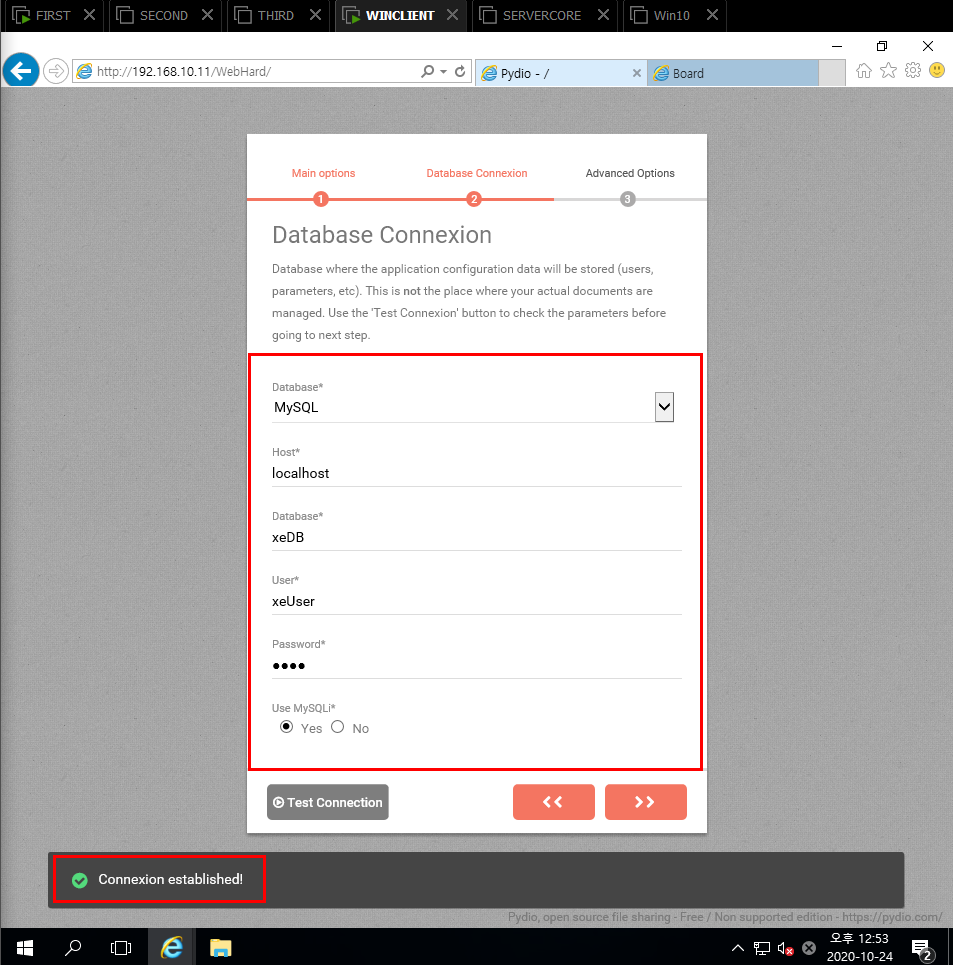 FIRST
SECOND
THIRD
WINCLIENT
SERVERCORE
Win10
http://192.168.10.11/WebHard/
Pydio - /
Board
Main options
Database Connexion
Advanced Options
1
2
3
Database Connexion
Database where the application configuration data will be stored (users,
parameters, etc). This is not the place where your actual documents are
managed. Use the 'Test Connexion' button to check the parameters before
going to next step.
Database*
MySQL
Host*
localhost
Database*
xeDB
User*
xeUser
Password*
●●●●
Use MySQLi*
Yes No
Test Connection
<< >>
Connexion established!
Pydio, open source file sharing - Free / Non supported edition - https://pydio.com/
오후 12:53
2020-10-24
2